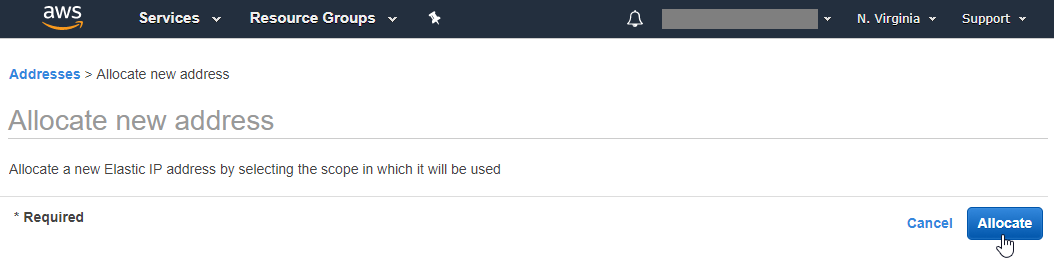 aws Services Resource Groups N. Virginia Support
Addresses > Allocate new address
Allocate new address
Allocate a new Elastic IP address by selecting the scope in which it will be used
* Required
Cancel Allocate